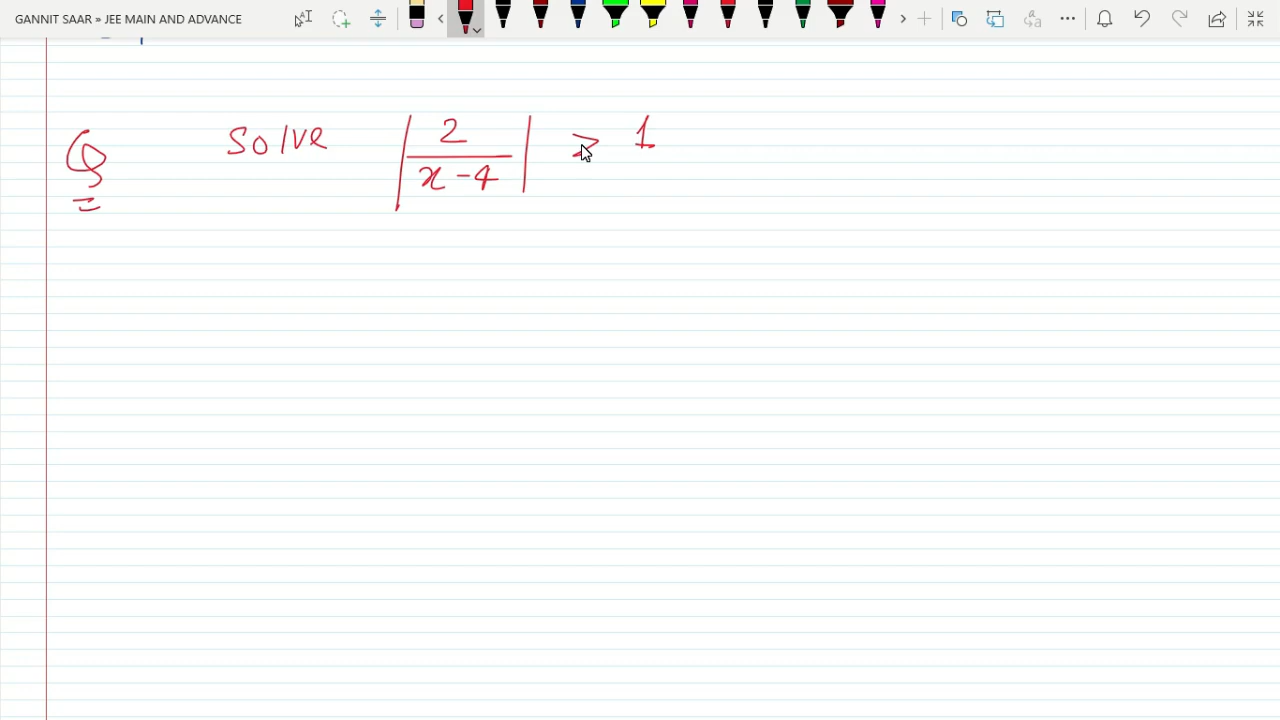 GANNIT SAAR » JEE MAIN AND ADVANCE
Q Solve |2/(x-4)| > 1